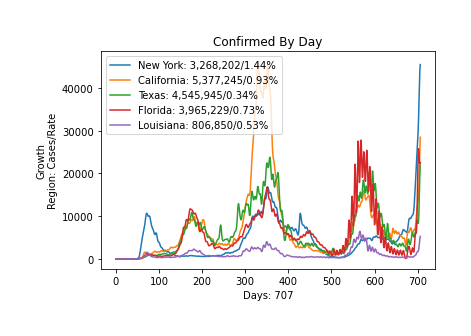 Confirmed By Day
New York: 3,268,202/1.44%
California: 5,377,245/0.93%
Texas: 4,545,945/0.34%
Florida: 3,965,229/0.73%
Louisiana: 806,850/0.53%
40000
30000
20000
10000
0
Growth
Region: Cases/Rate
0 100 200 300 400 500 600 700
Days: 707